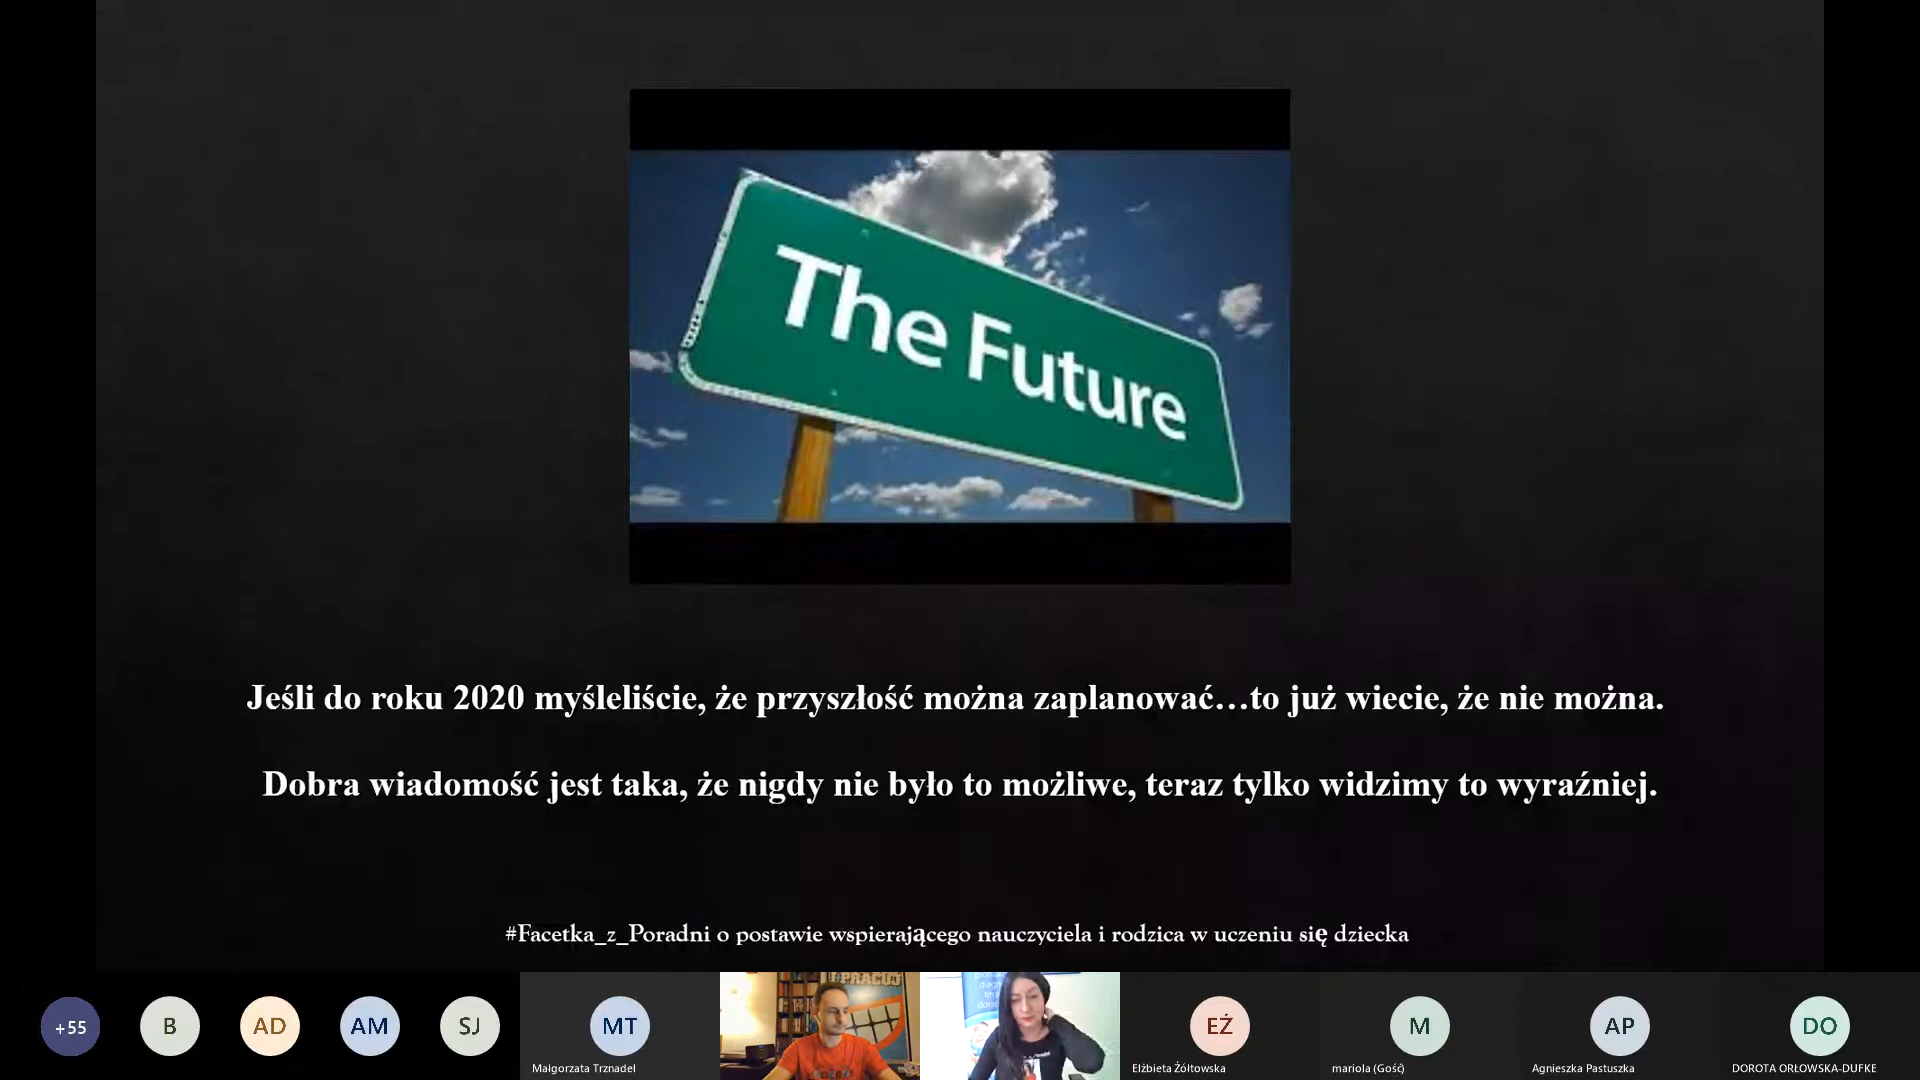 The Future
Jeśli do roku 2020 myśleliście, że przyszłość można zaplanować…to już wiecie, że nie można.
Dobra wiadomość jest taka, że nigdy nie było to możliwe, teraz tylko widzimy to wyraźniej.
#Facetka_z_Poradni o postawie wspierającego nauczyciela i rodzica w uczeniu się dziecka
+55
B
AD
AM
SJ
MT
EŻ
M
AP
DO
Małgorzata Trznadel
Elżbieta Żółtowska
mariola (Gość)
Agnieszka Pastuszka
DOROTA ORŁOWSKA-DUFKE